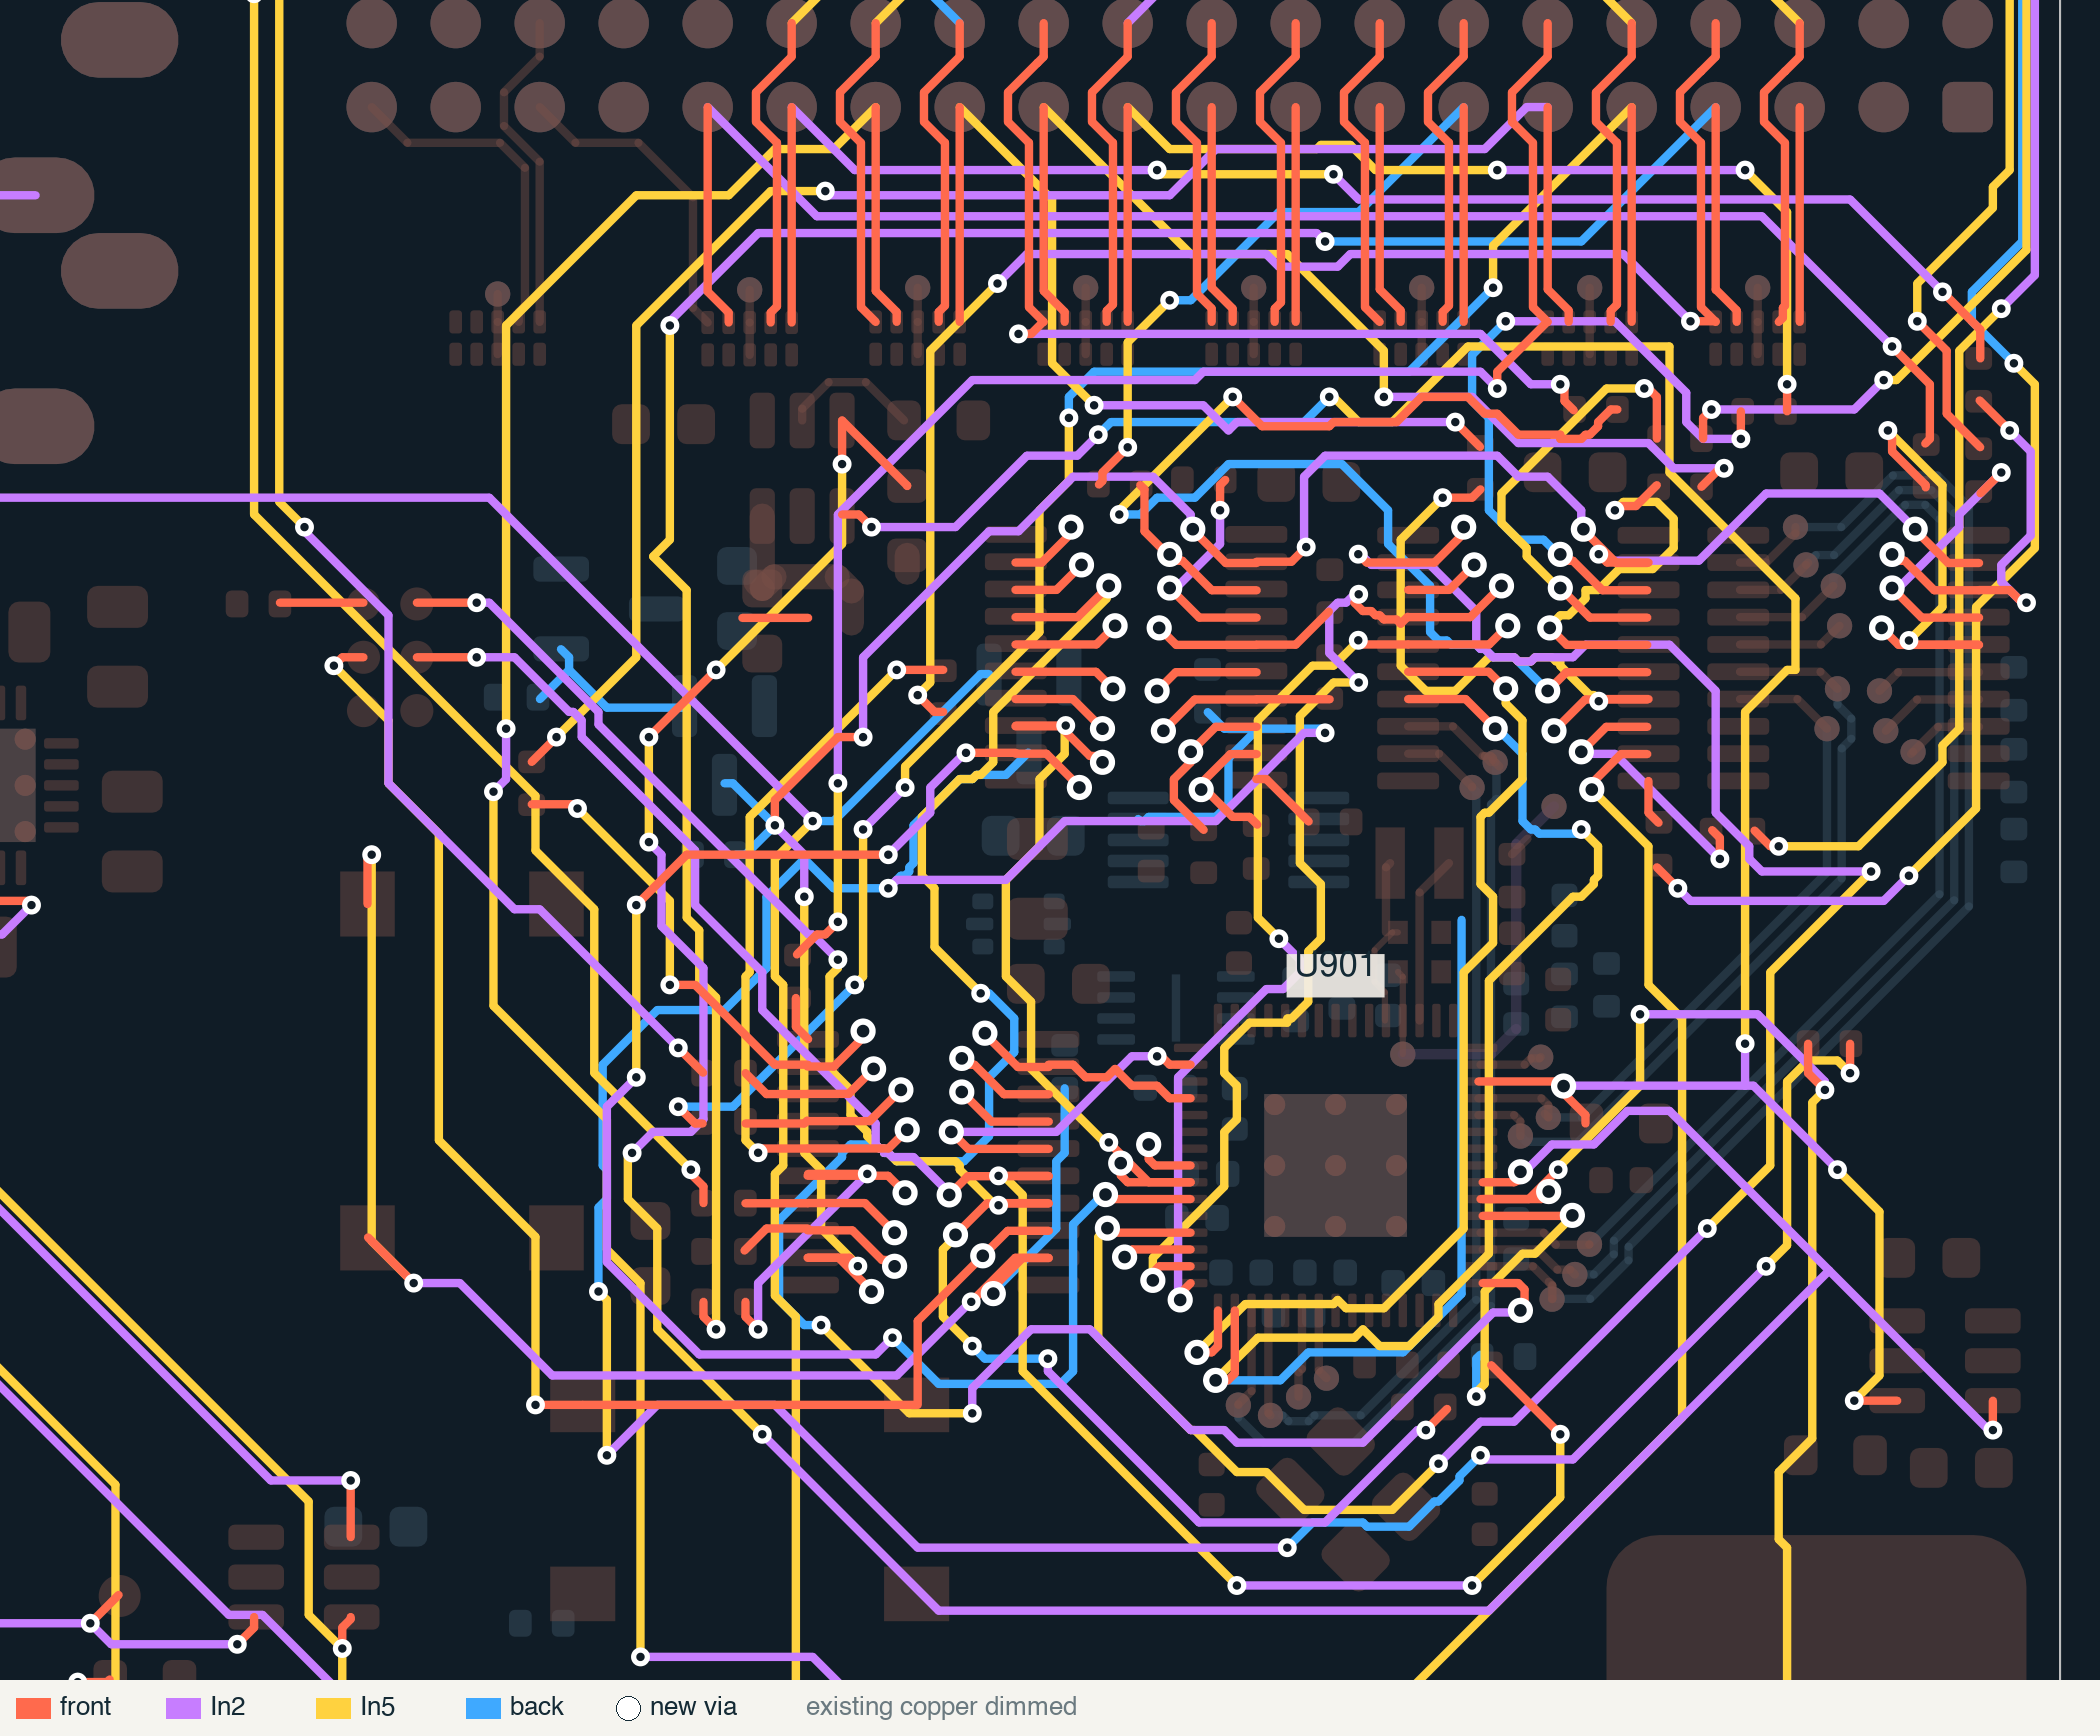 U901
front
In2
In5
back
new via
existing copper dimmed